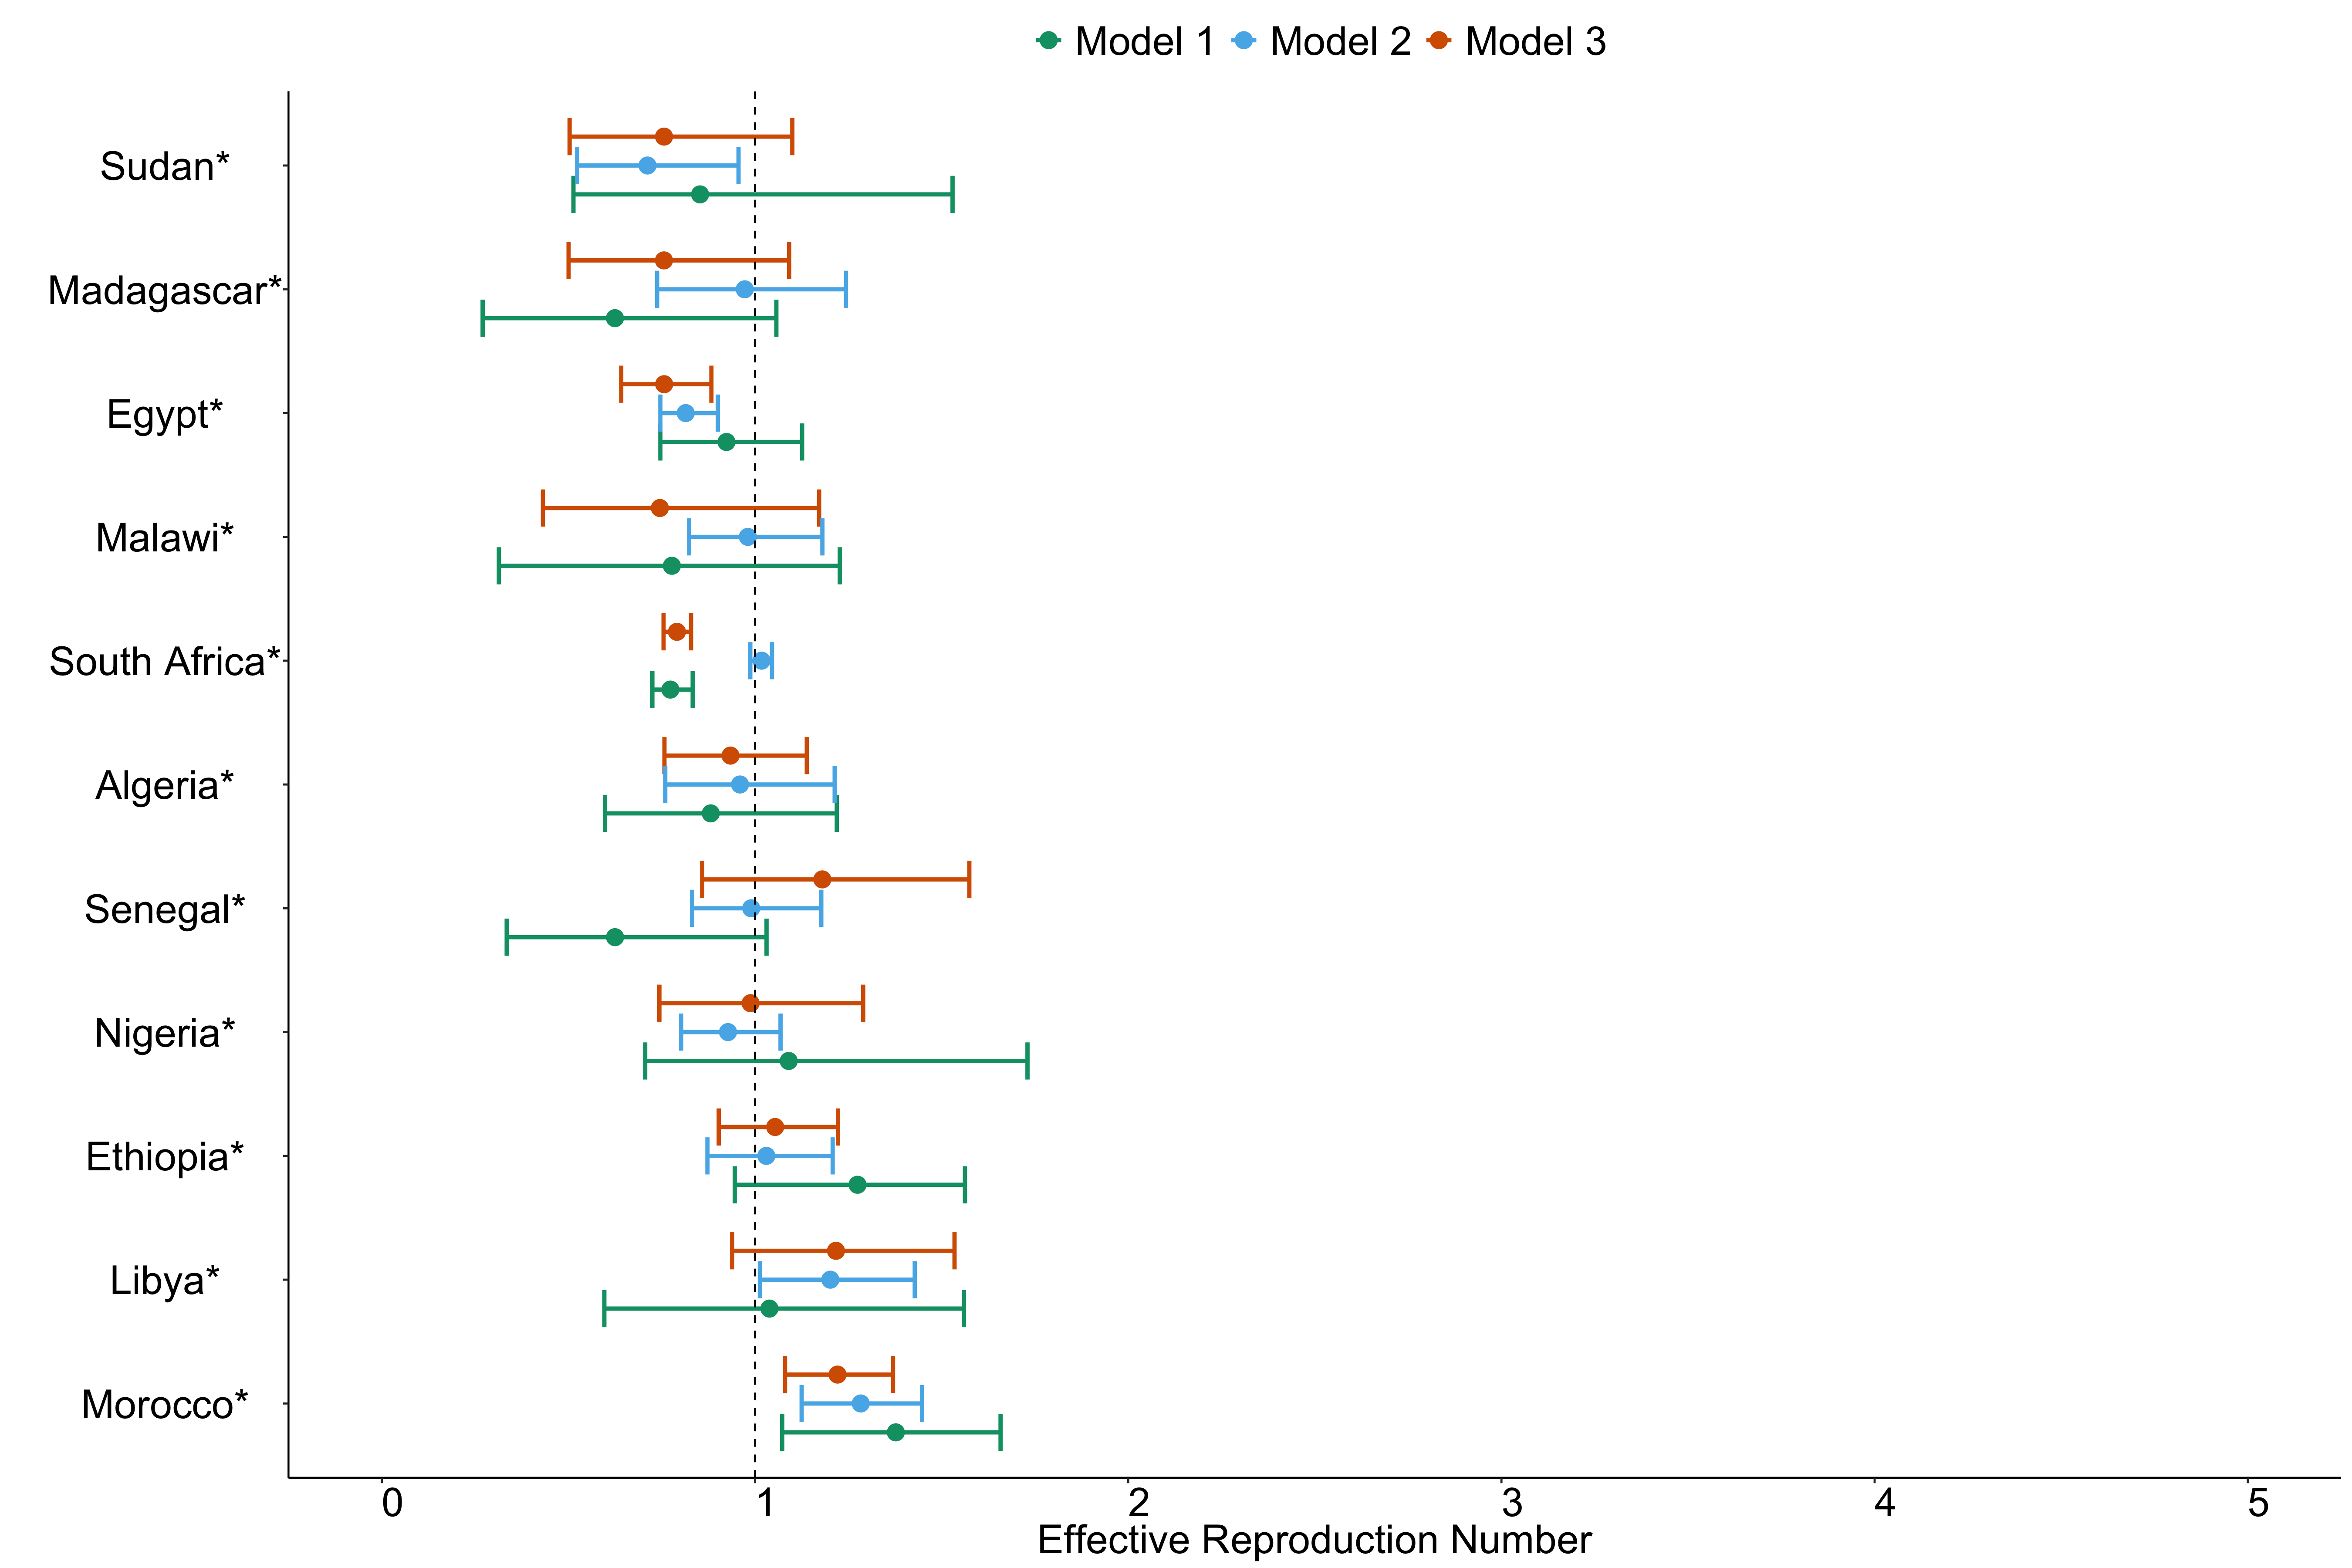 Model 1 Model 2 Model 3
Sudan*
Madagascar*
Egypt*
Malawi*
South Africa*
Algeria*
Senegal*
Nigeria*
Ethiopia*
Libya*
Morocco*
0 1 2 3 4 5
Effective Reproduction Number